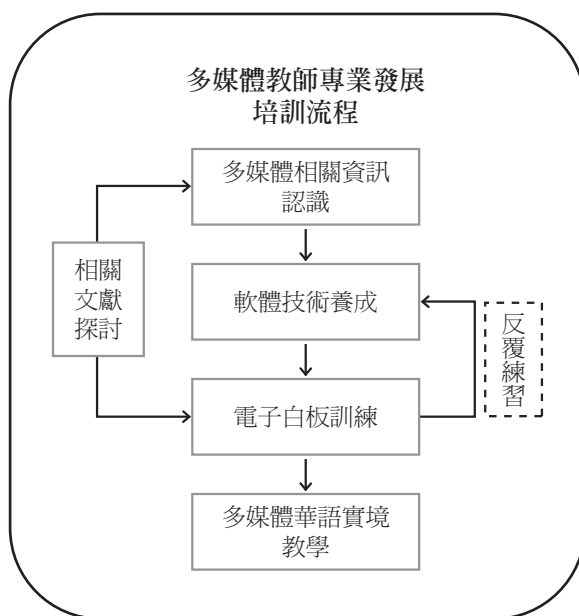 多媒體教師專業發展
培訓流程
多媒體相關資訊
認識
相關
文獻
探討
軟體技術養成
反覆練習
電子白板訓練
多媒體華語實境
教學